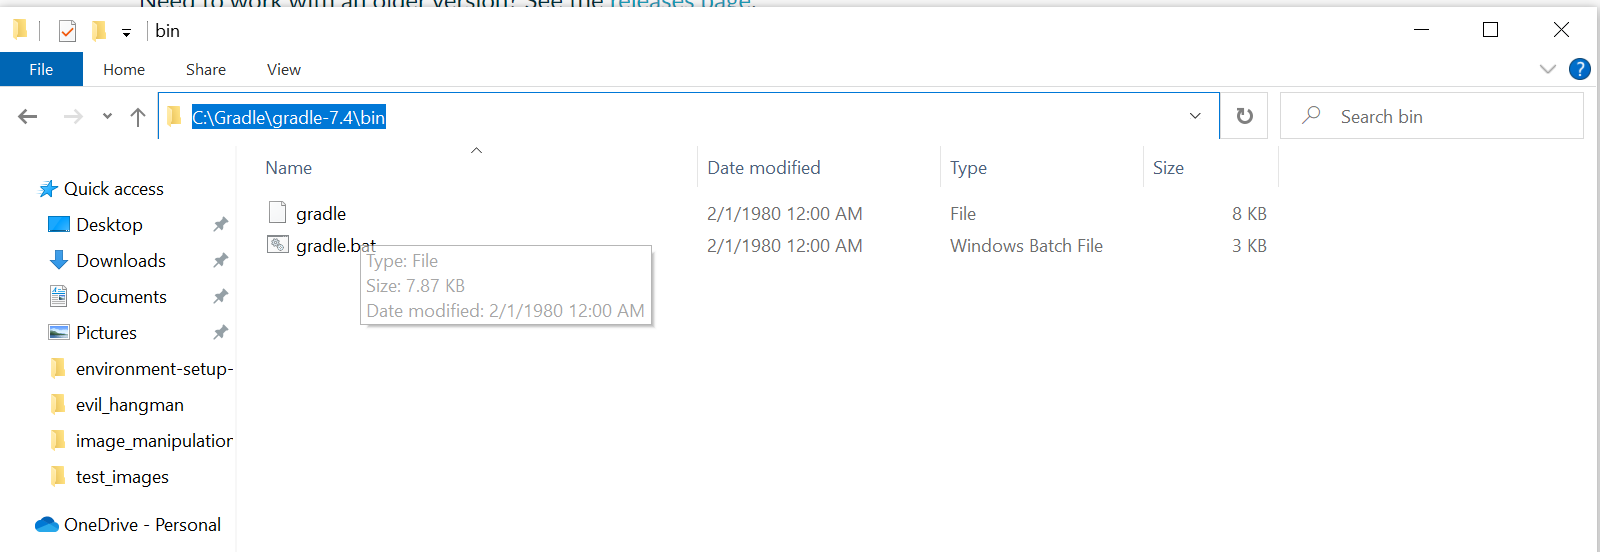 Need to work with an older version? See the releases page.
bin
File Home Share View
?
C:\Gradle\gradle-7.4\bin
Search bin
Name Date modified Type Size
Quick access
Desktop
Downloads
Documents
Pictures
environment-setup-
evil_hangman
image_manipulation
test_images
OneDrive - Personal
gradle 2/1/1980 12:00 AM File 8 KB
gradle.bat 2/1/1980 12:00 AM Windows Batch File 3 KB
Type: File
Size: 7.87 KB
Date modified: 2/1/1980 12:00 AM